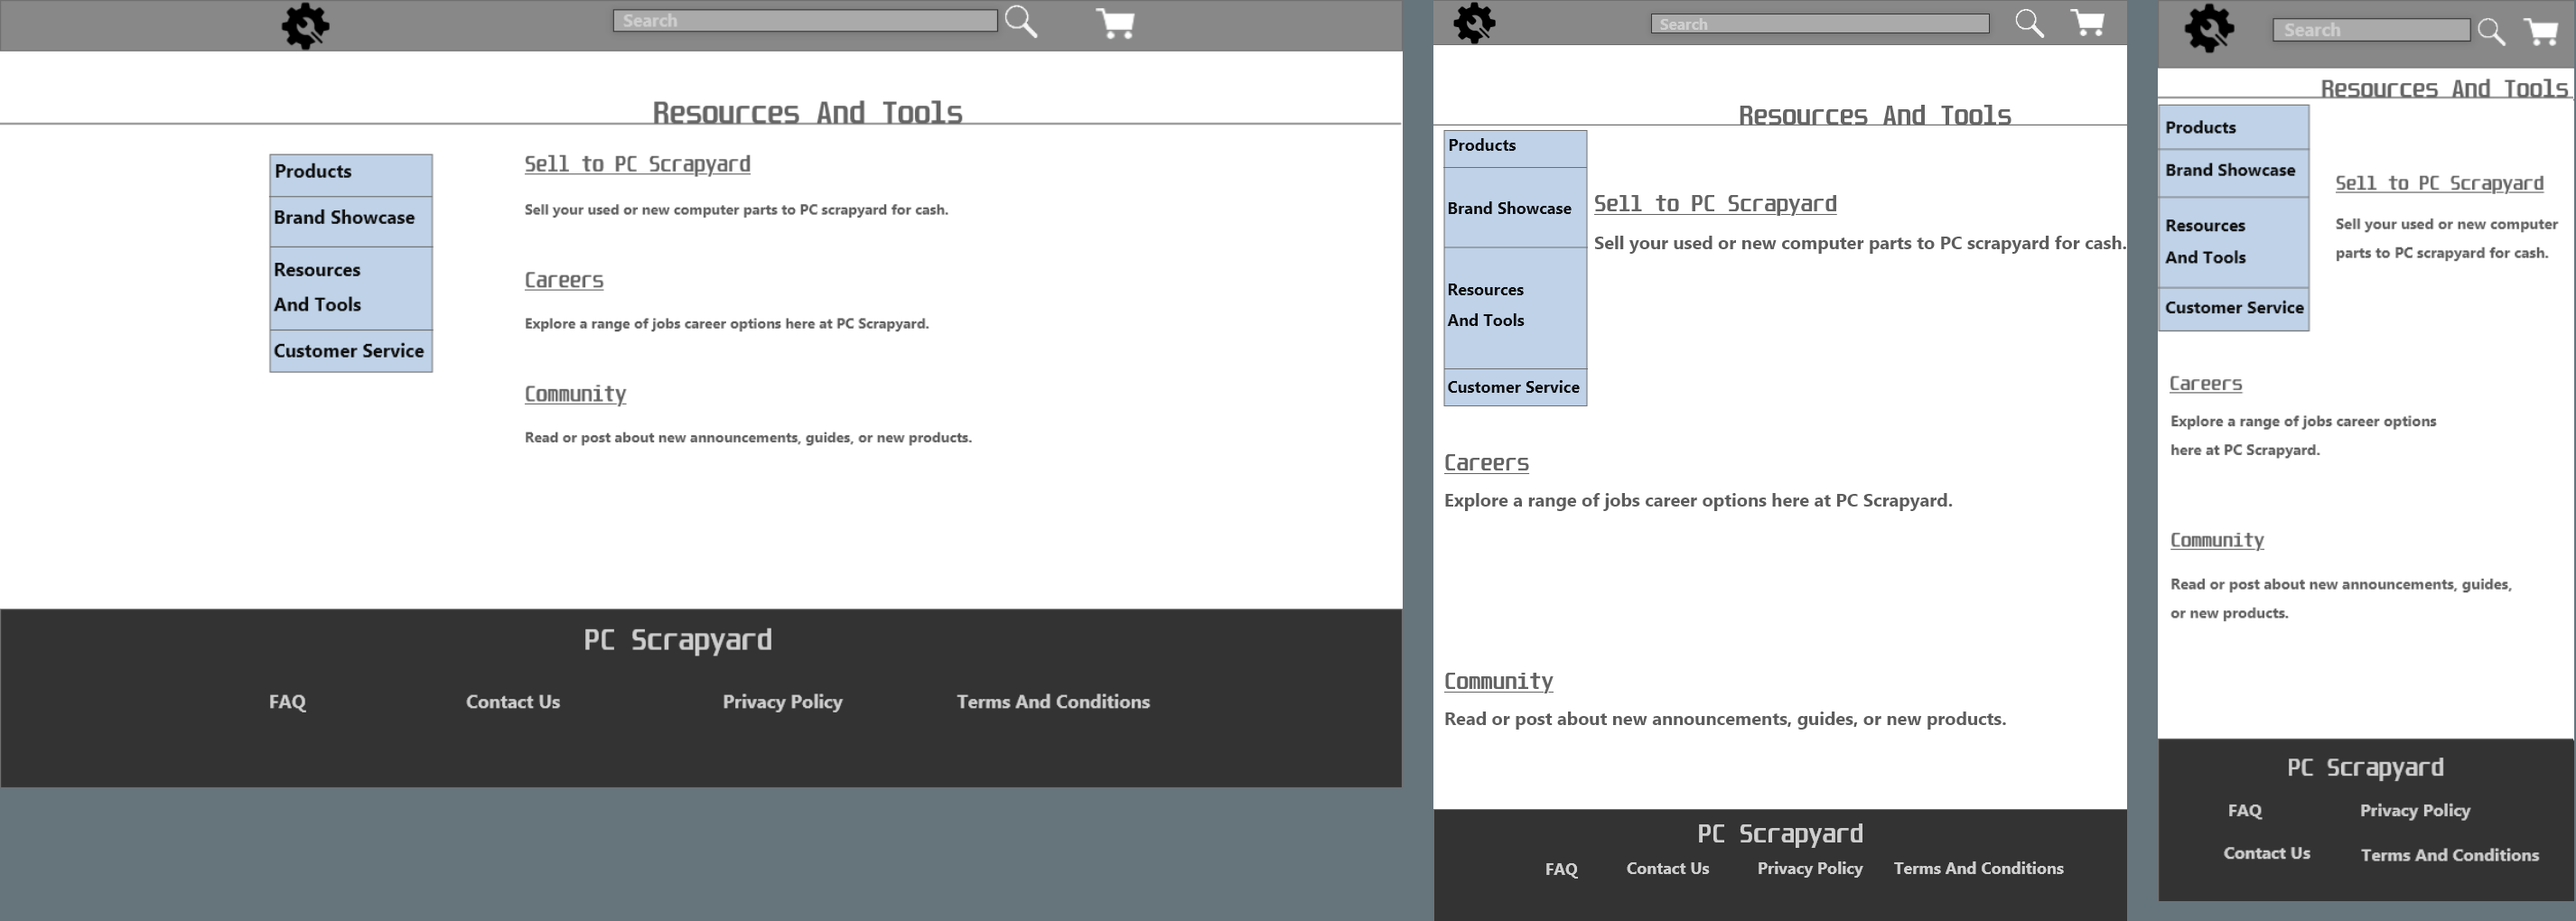 Search
Resources And Tools
Products
Brand Showcase
Resources
And Tools
Customer Service
Sell to PC Scrapyard
Sell your used or new computer parts to PC scrapyard for cash.
Careers
Explore a range of jobs career options here at PC Scrapyard.
Community
Read or post about new announcements, guides, or new products.
PC Scrapyard
FAQ Contact Us Privacy Policy Terms And Conditions
Search
Resources And Tools
Products
Brand Showcase
Resources
And Tools
Customer Service
Sell to PC Scrapyard
Sell your used or new computer parts to PC scrapyard for cash.
Careers
Explore a range of jobs career options here at PC Scrapyard.
Community
Read or post about new announcements, guides, or new products.
PC Scrapyard
FAQ Contact Us Privacy Policy Terms And Conditions
Search
Resources And Tools
Products
Brand Showcase
Resources
And Tools
Customer Service
Sell to PC Scrapyard
Sell your used or new computer
parts to PC scrapyard for cash.
Careers
Explore a range of jobs career options
here at PC Scrapyard.
Community
Read or post about new announcements, guides,
or new products.
PC Scrapyard
FAQ Privacy Policy
Contact Us Terms And Conditions